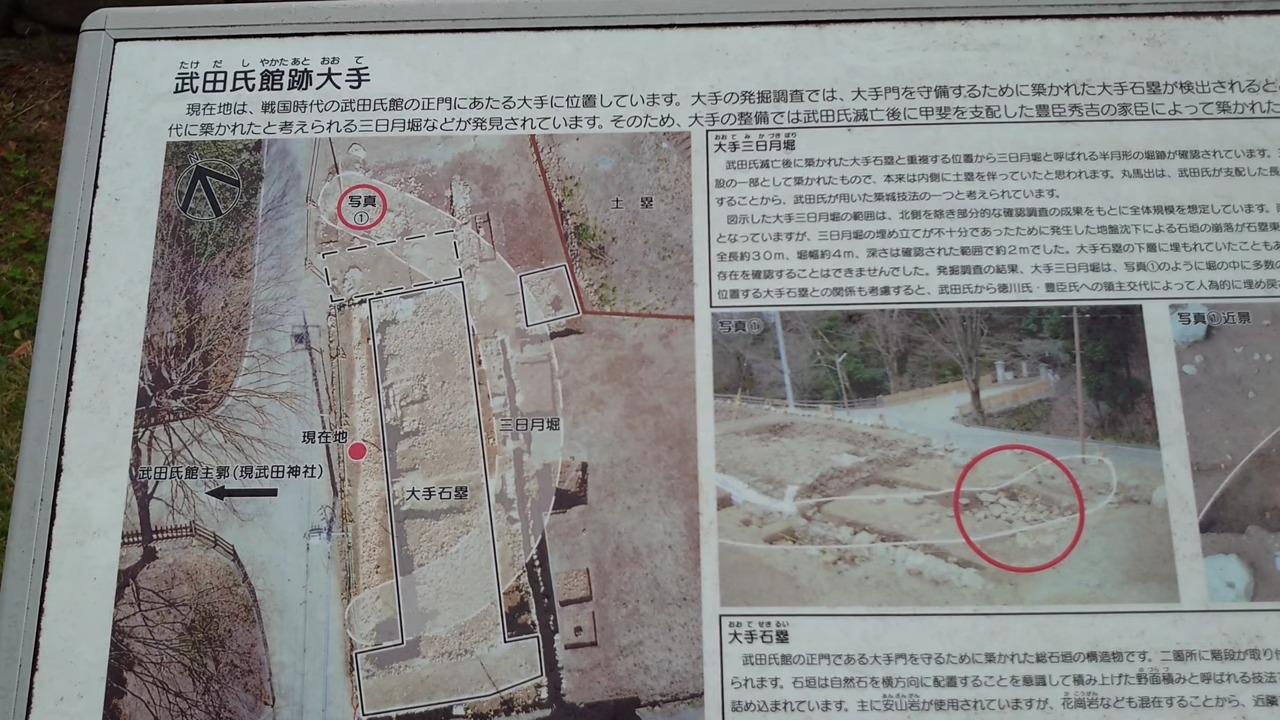 たけ だ し やかたあと おお て
武田氏館跡大手
現在地は、戦国時代の武田氏館の正門にあたる大手に位置しています。大手の発掘調査では、大手門を守備するために築かれた大手石塁が検出されると
代に築かれたと考えられる三日月堀などが発見されています。そのため、大手の整備では武田氏滅亡後に甲斐を支配した豊臣秀吉の家臣によって築かれた
N
写真
①
土塁
現在地
三日月堀
武田氏館主郭(現武田神社)
大手石塁
おお て み か づき ぼり
大手三日月堀
武田氏滅亡後に築かれた大手石塁と重複する位置から三日月堀と呼ばれる半月形の堀跡が確認されています。
設の一部として築かれたもので、本来は内側に土塁を伴っていたと思われます。丸馬出は、武田氏が支配した長
することから、武田氏が用いた築城技法の一つと考えられています。
図示した大手三日月堀の範囲は、北側を除き部分的な確認調査の成果をもとに全体規模を想定しています。
となっていますが、三日月堀の埋め立てが不十分であったために発生した地盤沈下による石垣の崩落が石塁東
全長約30m、堀幅約4m、深さは確認された範囲で約2mでした。大手石塁の下層に埋もれていたことも
存在を確認することはできませんでした。発掘調査の結果、大手三日月堀は、写真①のように堀の中に多数の
位置する大手石塁との関係も考慮すると、武田氏から徳川氏・豊臣氏への領主交代によって人為的に埋め戻
写真①
写真①近景
おお て せき るい
大手石塁
武田氏館の正門である大手門を守るために築かれた総石垣の構造物です。二箇所に階段が取り付
られます。石垣は自然石を横方向に配置することを意識して積み上げた野面積みと呼ばれる技法で
詰め込まれています。主に安山岩が使用されていますが、花崗岩なども混在することから、近隣